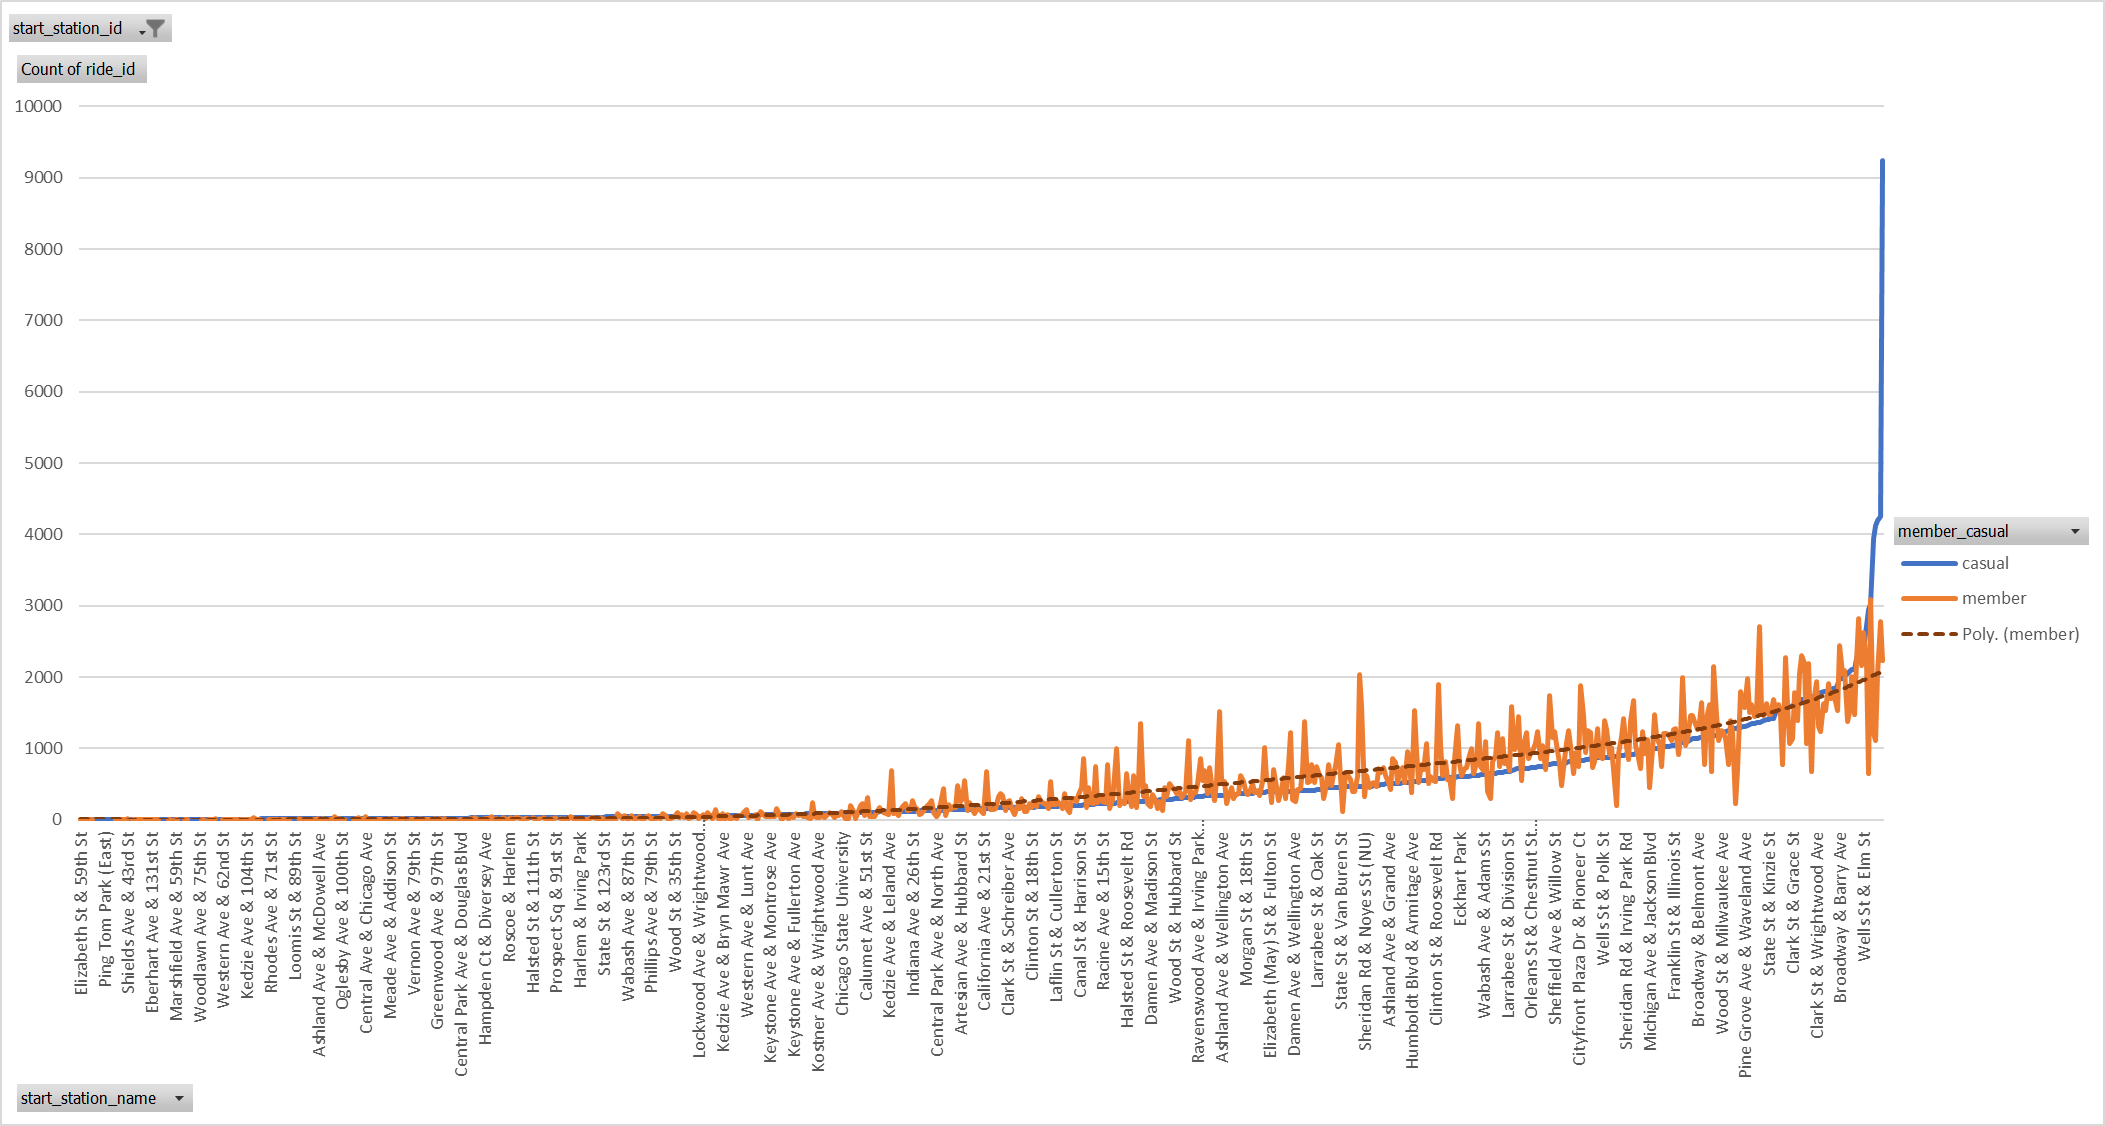 start_station_id
Count of ride_id
10000
9000
8000
7000
6000
5000
4000
3000
2000
1000
0
member_casual
casual
member
Poly. (member)
Elizabeth St & 59th St
Ping Tom Park (East)
Shields Ave & 43rd St
Eberhart Ave & 131st St
Marshfield Ave & 59th St
Woodlawn Ave & 75th St
Western Ave & 62nd St
Kedzie Ave & 104th St
Rhodes Ave & 71st St
Loomis St & 89th St
Ashland Ave & McDowell Ave
Oglesby Ave & 100th St
Central Ave & Chicago Ave
Meade Ave & Addison St
Vernon Ave & 79th St
Greenwood Ave & 97th St
Central Park Ave & Douglas Blvd
Hampden Ct & Diversey Ave
Roscoe & Harlem
Halsted St & 111th St
Prospect Sq & 91st St
Harlem & Irving Park
State St & 123rd St
Wabash Ave & 87th St
Phillips Ave & 79th St
Wood St & 35th St
Lockwood Ave & Wrightwood...
Kedzie Ave & Bryn Mawr Ave
Western Ave & Lunt Ave
Keystone Ave & Montrose Ave
Keystone Ave & Fullerton Ave
Kostner Ave & Wrightwood Ave
Chicago State University
Calumet Ave & 51st St
Kedzie Ave & Leland Ave
Indiana Ave & 26th St
Central Park Ave & North Ave
Artesian Ave & Hubbard St
California Ave & 21st St
Clark St & Schreiber Ave
Clinton St & 18th St
Laflin St & Cullerton St
Canal St & Harrison St
Racine Ave & 15th St
Halsted St & Roosevelt Rd
Damen Ave & Madison St
Wood St & Hubbard St
Ravenswood Ave & Irving Park...
Ashland Ave & Wellington Ave
Morgan St & 18th St
Elizabeth (May) St & Fulton St
Damen Ave & Wellington Ave
Larrabee St & Oak St
State St & Van Buren St
Sheridan Rd & Noyes St (NU)
Ashland Ave & Grand Ave
Humboldt Blvd & Armitage Ave
Clinton St & Roosevelt Rd
Eckhart Park
Wabash Ave & Adams St
Larrabee St & Division St
Orleans St & Chestnut St...
Sheffield Ave & Willow St
Cityfront Plaza Dr & Pioneer Ct
Wells St & Polk St
Sheridan Rd & Irving Park Rd
Michigan Ave & Jackson Blvd
Franklin St & Illinois St
Broadway & Belmont Ave
Wood St & Milwaukee Ave
Pine Grove Ave & Waveland Ave
State St & Kinzie St
Clark St & Grace St
Clark St & Wrightwood Ave
Broadway & Barry Ave
Wells St & Elm St
start_station_name